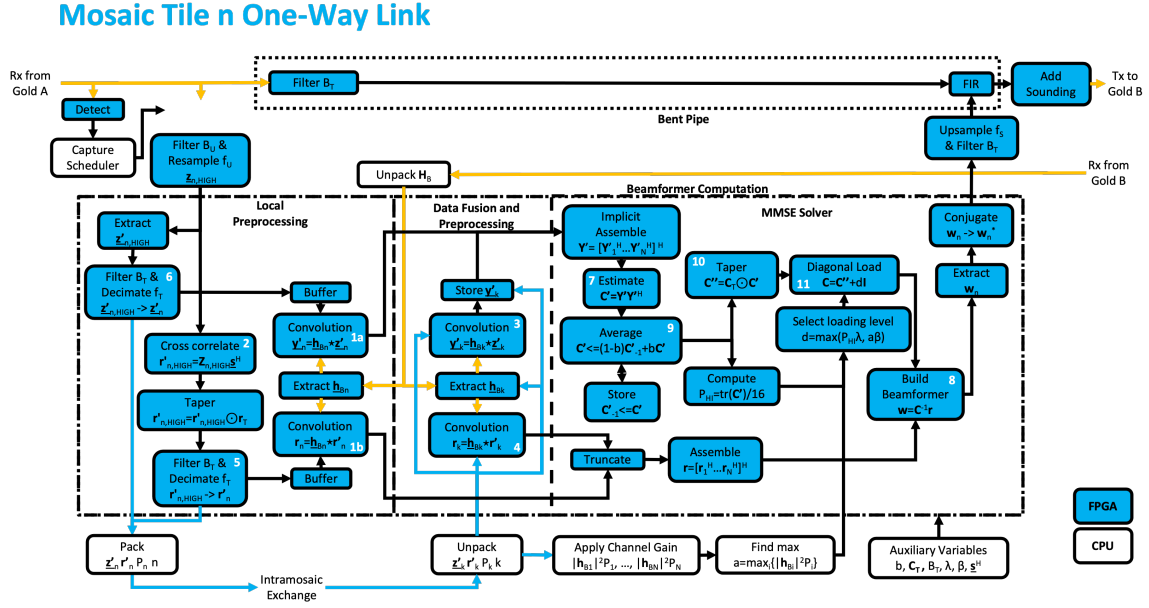 Mosaic Tile n One-Way Link
Rx from
Gold A
Filter B_T
FIR
Add
Sounding
Tx to
Gold B
Detect
Bent Pipe
Capture
Scheduler
Filter B_U &
Resample f_U
z_n,HIGH
Upsample f_S
& Filter B_T
Unpack H_B
Rx from
Gold B
Beamformer Computation
Local
Preprocessing
Data Fusion and
Preprocessing
MMSE Solver
Extract
z'_n,HIGH
Filter B_T & 6
Decimate f_T
z'_n,HIGH -> z'_n
Buffer
Convolution
y'_n=h_Bn★z'_n 1a
Cross correlate 2
r'_n,HIGH=Z_n,HIGH s^H
Extract h_Bn
Taper
r'_n,HIGH=r'_n,HIGH⊙r_T
Convolution
r_n=h_Bn★r'_n
1b
Filter B_T & 5
Decimate f_T
r'_n,HIGH -> r'_n
Buffer
Store y'_k
Convolution 3
y'_k=h_Bk★z'_k
Extract h_Bk
Convolution
r_k=h_Bk★r'_k
4
Implicit
Assemble
Y'= [Y'_1^H...Y'_N^H]^H
7 Estimate
C'=Y'Y'^H
Average 9
C'<=(1-b)C'_-1+bC'
Store
C'_-1<=C'
10 Taper
C''=C_T⊙C'
Diagonal Load
11 C=C''+dI
Select loading level
d=max(P_HI λ, aβ)
Compute
P_HI=tr(C')/16
Conjugate
w_n -> w_n^*
Extract
w_n
Build 8
Beamformer
w=C^-1r
Truncate
Assemble
r=[r_1^H...r_N^H]^H
Pack
z'_n r'_n P_n n
Intramosaic
Exchange
Unpack
z'_k r'_k P_k k
Apply Channel Gain
|h_B1|^2P_1, ..., |h_BN|^2P_N
Find max
a=max_i{|h_Bi|^2P_i}
Auxiliary Variables
b, C_T, B_T, λ, β, s^H
FPGA
CPU